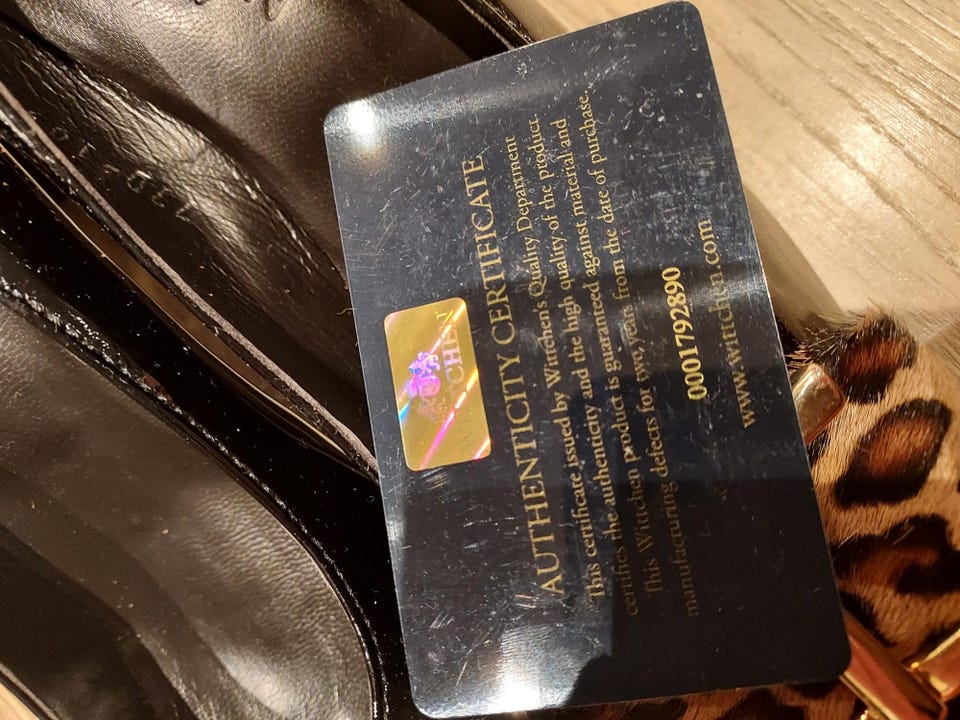 CHEN
AUTHENTICITY CERTIFICATE
This certificate issued by Wittchen's Quality Department
certifies the authenticity and the high quality of the product.
This Wittchen product is guaranteed against material and
manufacturing defects for two years from the date of purchase.
0001792890
www.wittchen.com